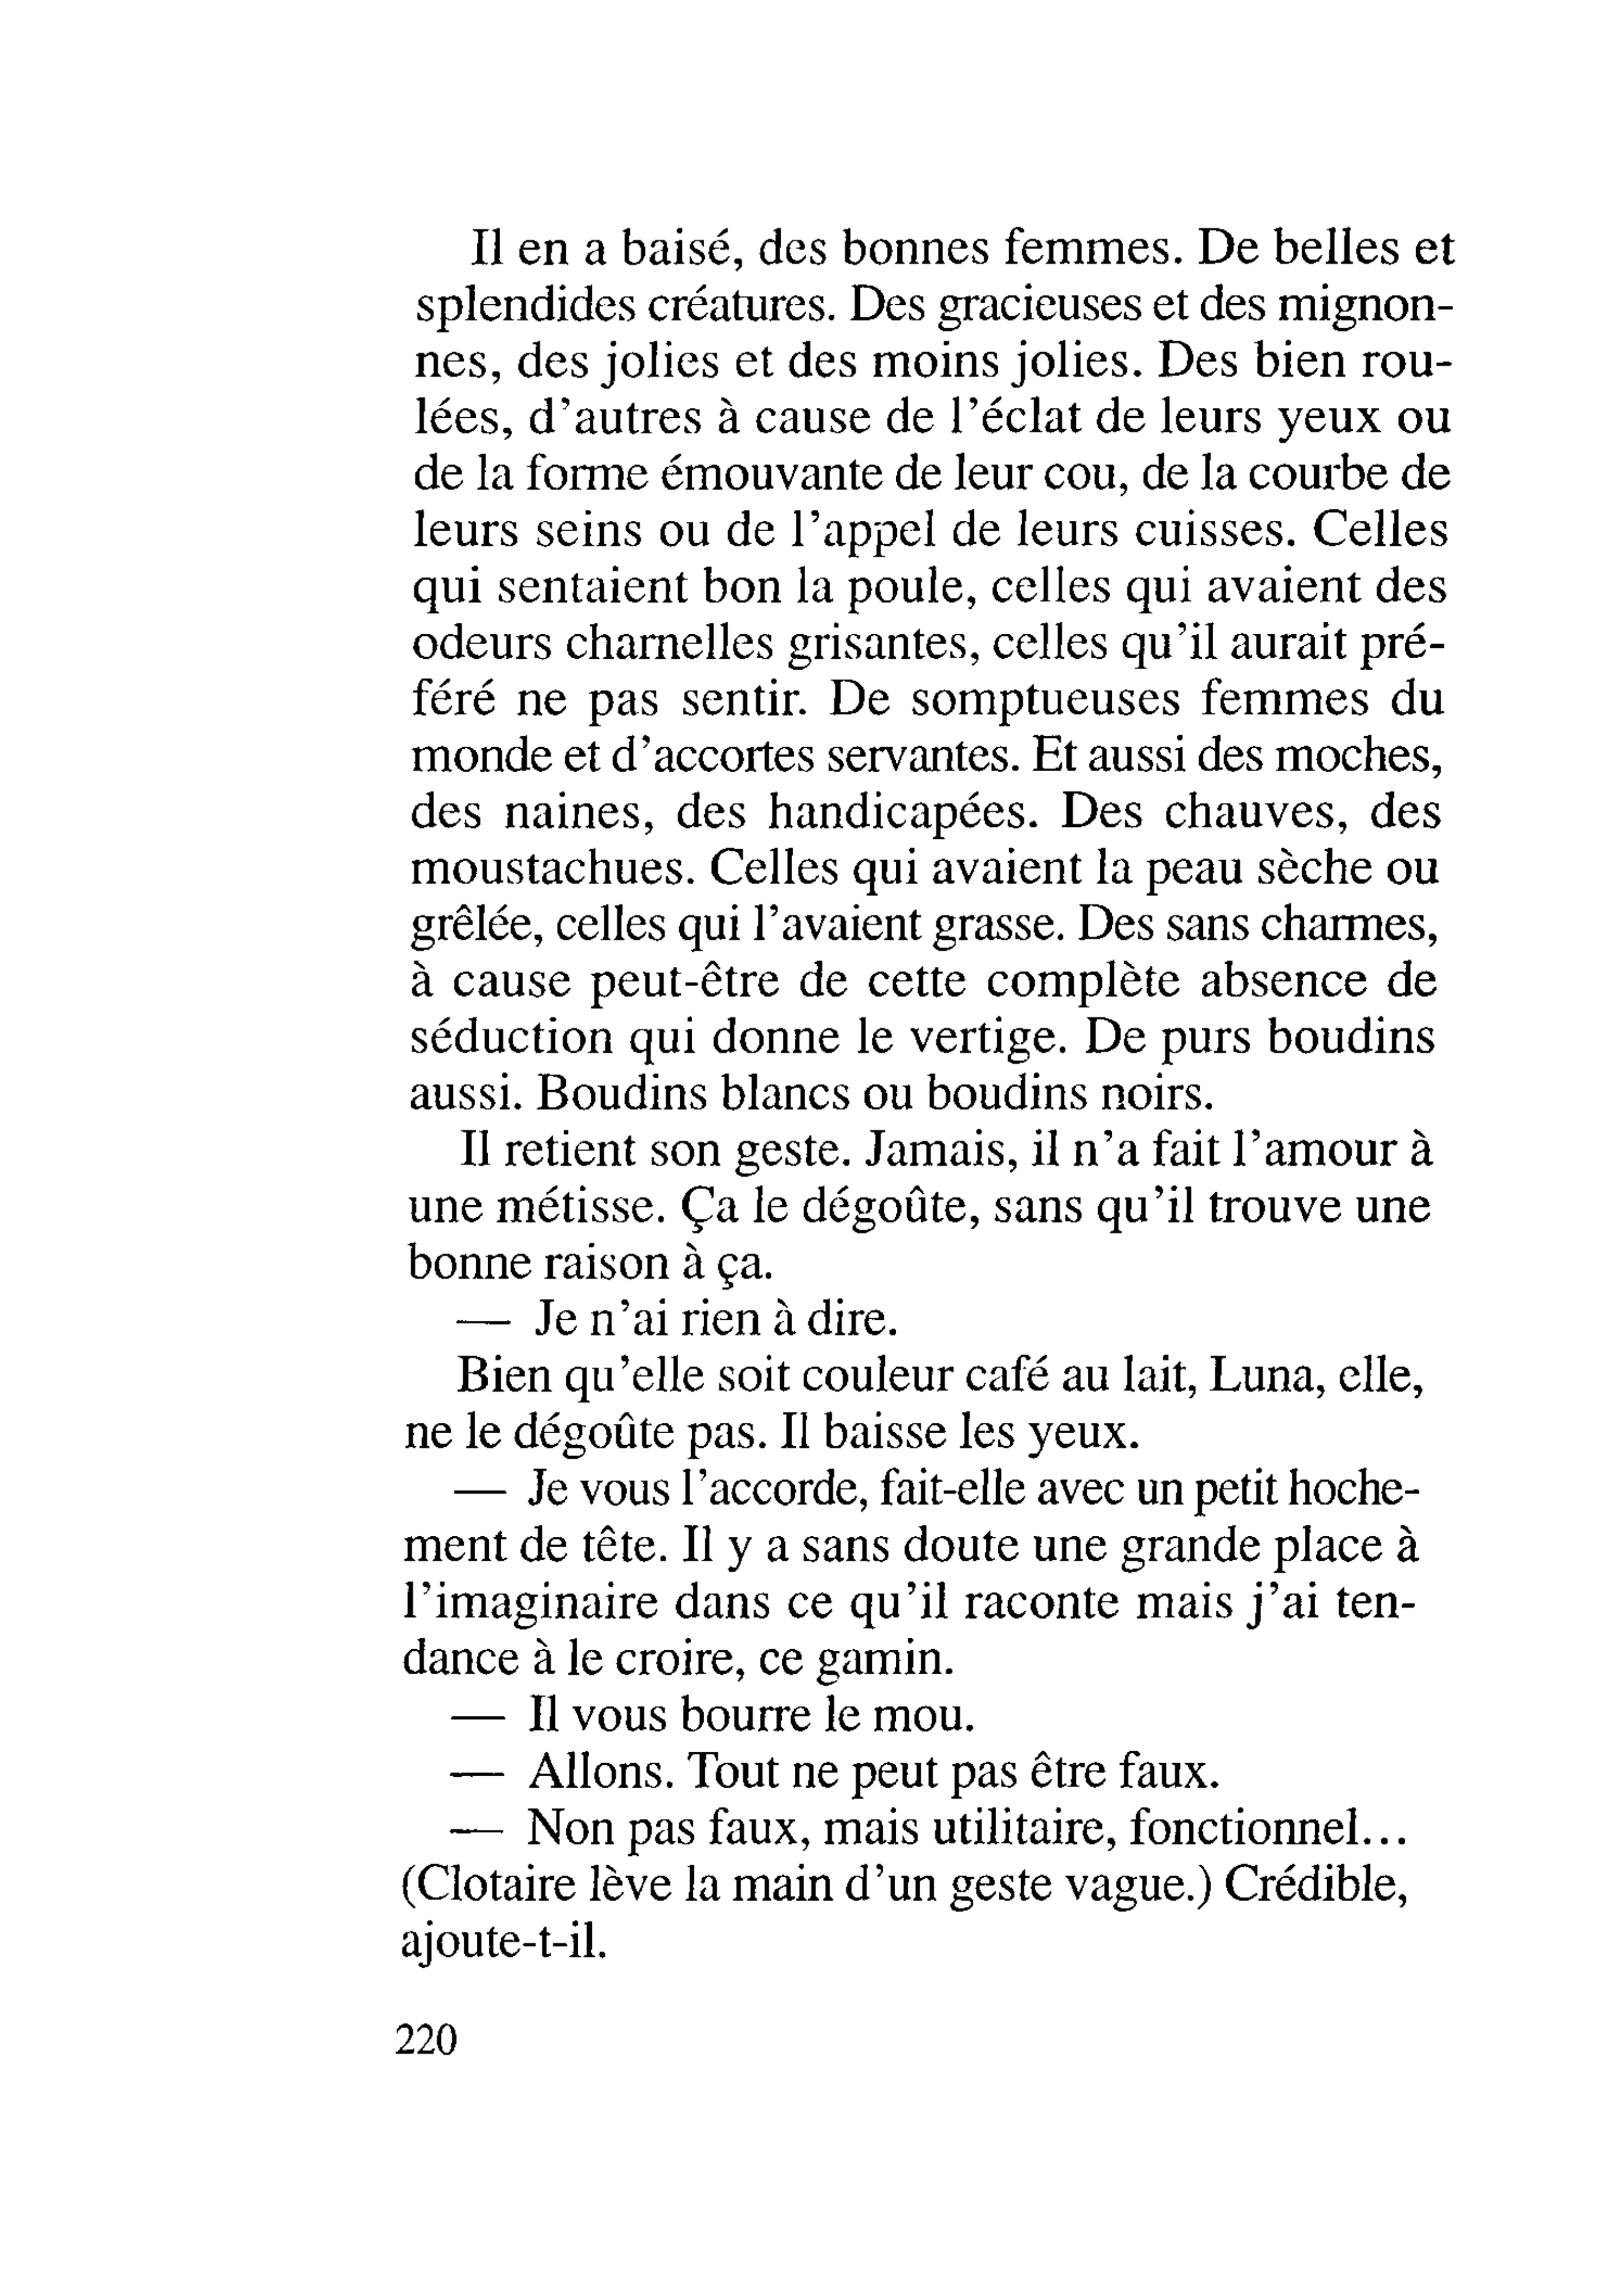 Il en a baisé, des bonnes femmes. De belles et
splendides créatures. Des gracieuses et des mignon-
nes, des jolies et des moins jolies. Des bien rou-
lées, d'autres à cause de l'éclat de leurs yeux ou
de la forme émouvante de leur cou, de la courbe de
leurs seins ou de l'appel de leurs cuisses. Celles
qui sentaient bon la poule, celles qui avaient des
odeurs charnelles grisantes, celles qu'il aurait pré-
féré ne pas sentir. De somptueuses femmes du
monde et d'accortes servantes. Et aussi des moches,
des naines, des handicapées. Des chauves, des
moustachues. Celles qui avaient la peau sèche ou
grêlée, celles qui l'avaient grasse. Des sans charmes,
à cause peut-être de cette complète absence de
séduction qui donne le vertige. De purs boudins
aussi. Boudins blancs ou boudins noirs.
Il retient son geste. Jamais, il n'a fait l'amour à
une métisse. Ça le dégoûte, sans qu'il trouve une
bonne raison à ça.
— Je n'ai rien à dire.
Bien qu'elle soit couleur café au lait, Luna, elle,
ne le dégoûte pas. Il baisse les yeux.
— Je vous l'accorde, fait-elle avec un petit hoche-
ment de tête. Il y a sans doute une grande place à
l'imaginaire dans ce qu'il raconte mais j'ai ten-
dance à le croire, ce gamin.
— Il vous bourre le mou.
— Allons. Tout ne peut pas être faux.
— Non pas faux, mais utilitaire, fonctionnel...
(Clotaire lève la main d'un geste vague.) Crédible,
ajoute-t-il.
220